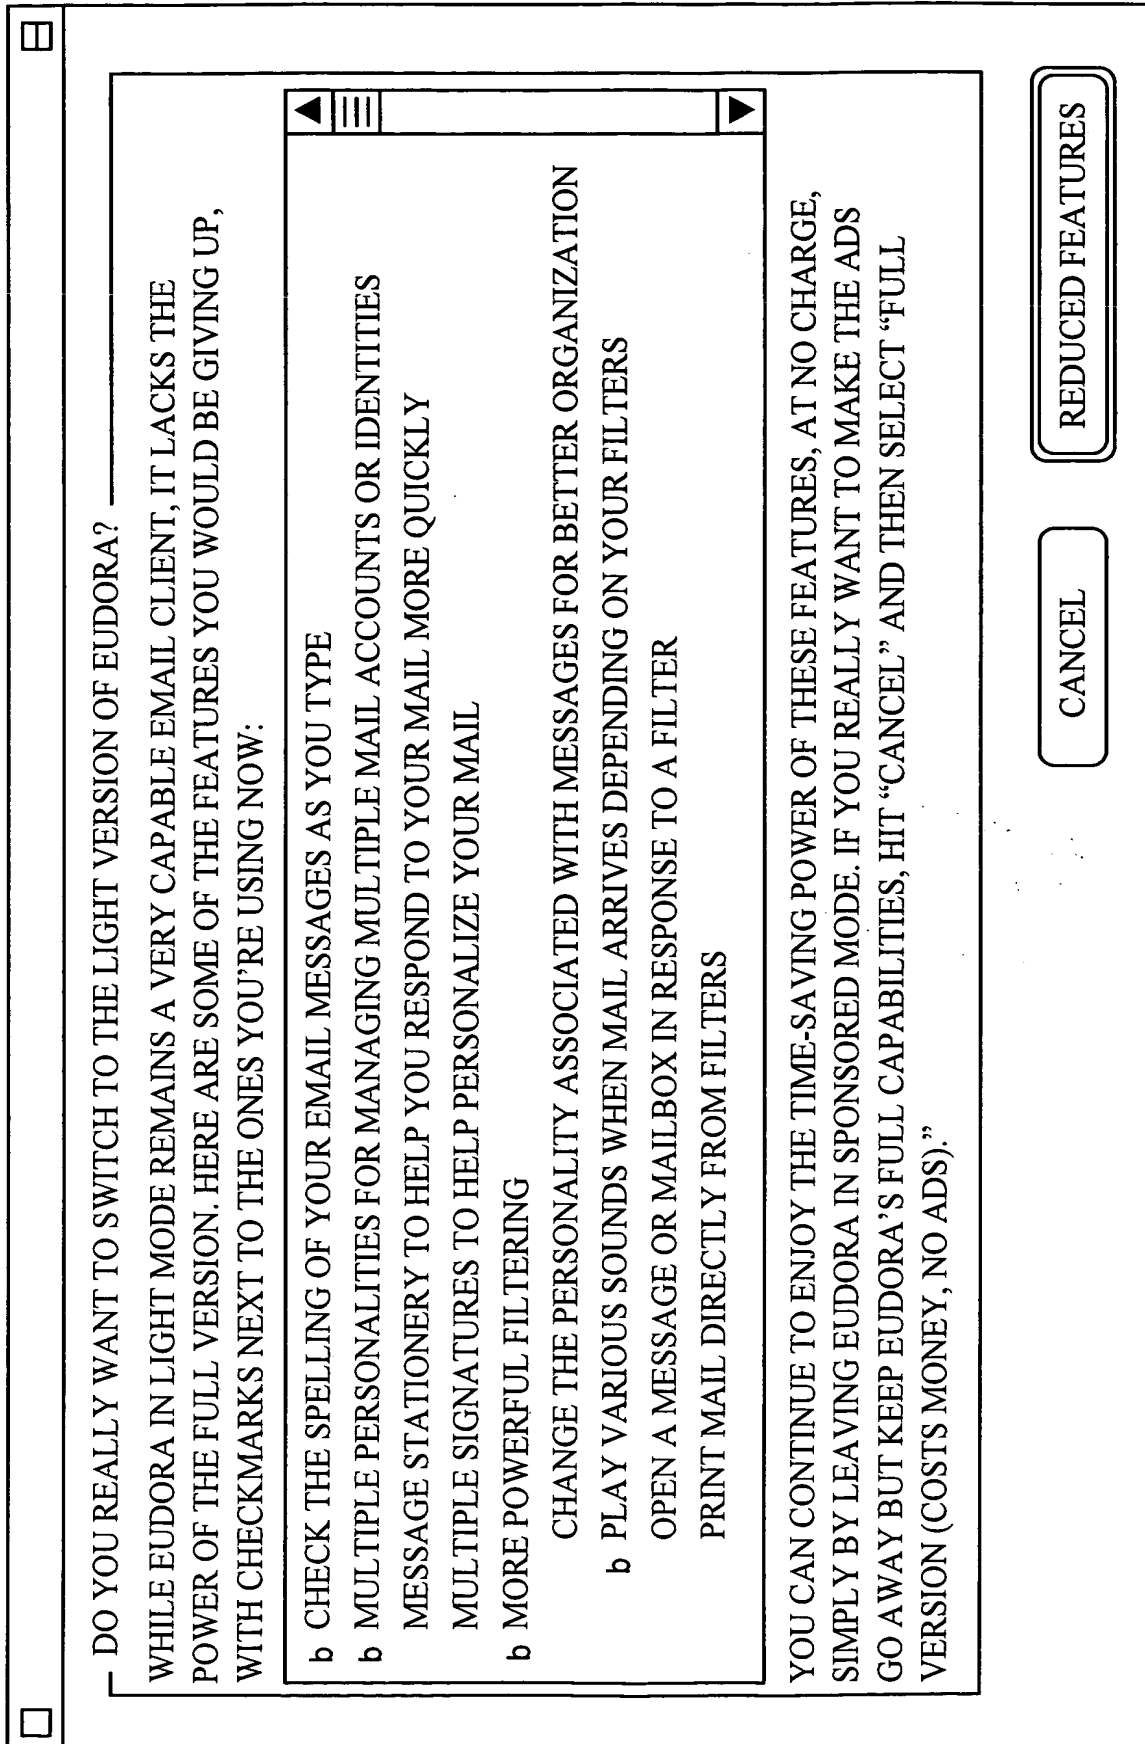 DO YOU REALLY WANT TO SWITCH TO THE LIGHT VERSION OF EUDORA?
WHILE EUDORA IN LIGHT MODE REMAINS A VERY CAPABLE EMAIL CLIENT, IT LACKS THE
POWER OF THE FULL VERSION. HERE ARE SOME OF THE FEATURES YOU WOULD BE GIVING UP,
WITH CHECKMARKS NEXT TO THE ONES YOU'RE USING NOW:
b CHECK THE SPELLING OF YOUR EMAIL MESSAGES AS YOU TYPE
b MULTIPLE PERSONALITIES FOR MANAGING MULTIPLE MAIL ACCOUNTS OR IDENTITIES
MESSAGE STATIONERY TO HELP YOU RESPOND TO YOUR MAIL MORE QUICKLY
MULTIPLE SIGNATURES TO HELP PERSONALIZE YOUR MAIL
b MORE POWERFUL FILTERING
CHANGE THE PERSONALITY ASSOCIATED WITH MESSAGES FOR BETTER ORGANIZATION
b PLAY VARIOUS SOUNDS WHEN MAIL ARRIVES DEPENDING ON YOUR FILTERS
OPEN A MESSAGE OR MAILBOX IN RESPONSE TO A FILTER
PRINT MAIL DIRECTLY FROM FILTERS
YOU CAN CONTINUE TO ENJOY THE TIME-SAVING POWER OF THESE FEATURES, AT NO CHARGE,
SIMPLY BY LEAVING EUDORA IN SPONSORED MODE. IF YOU REALLY WANT TO MAKE THE ADS
GO AWAY BUT KEEP EUDORA'S FULL CAPABILITIES, HIT “CANCEL” AND THEN SELECT “FULL
VERSION (COSTS MONEY, NO ADS).”
CANCEL
REDUCED FEATURES